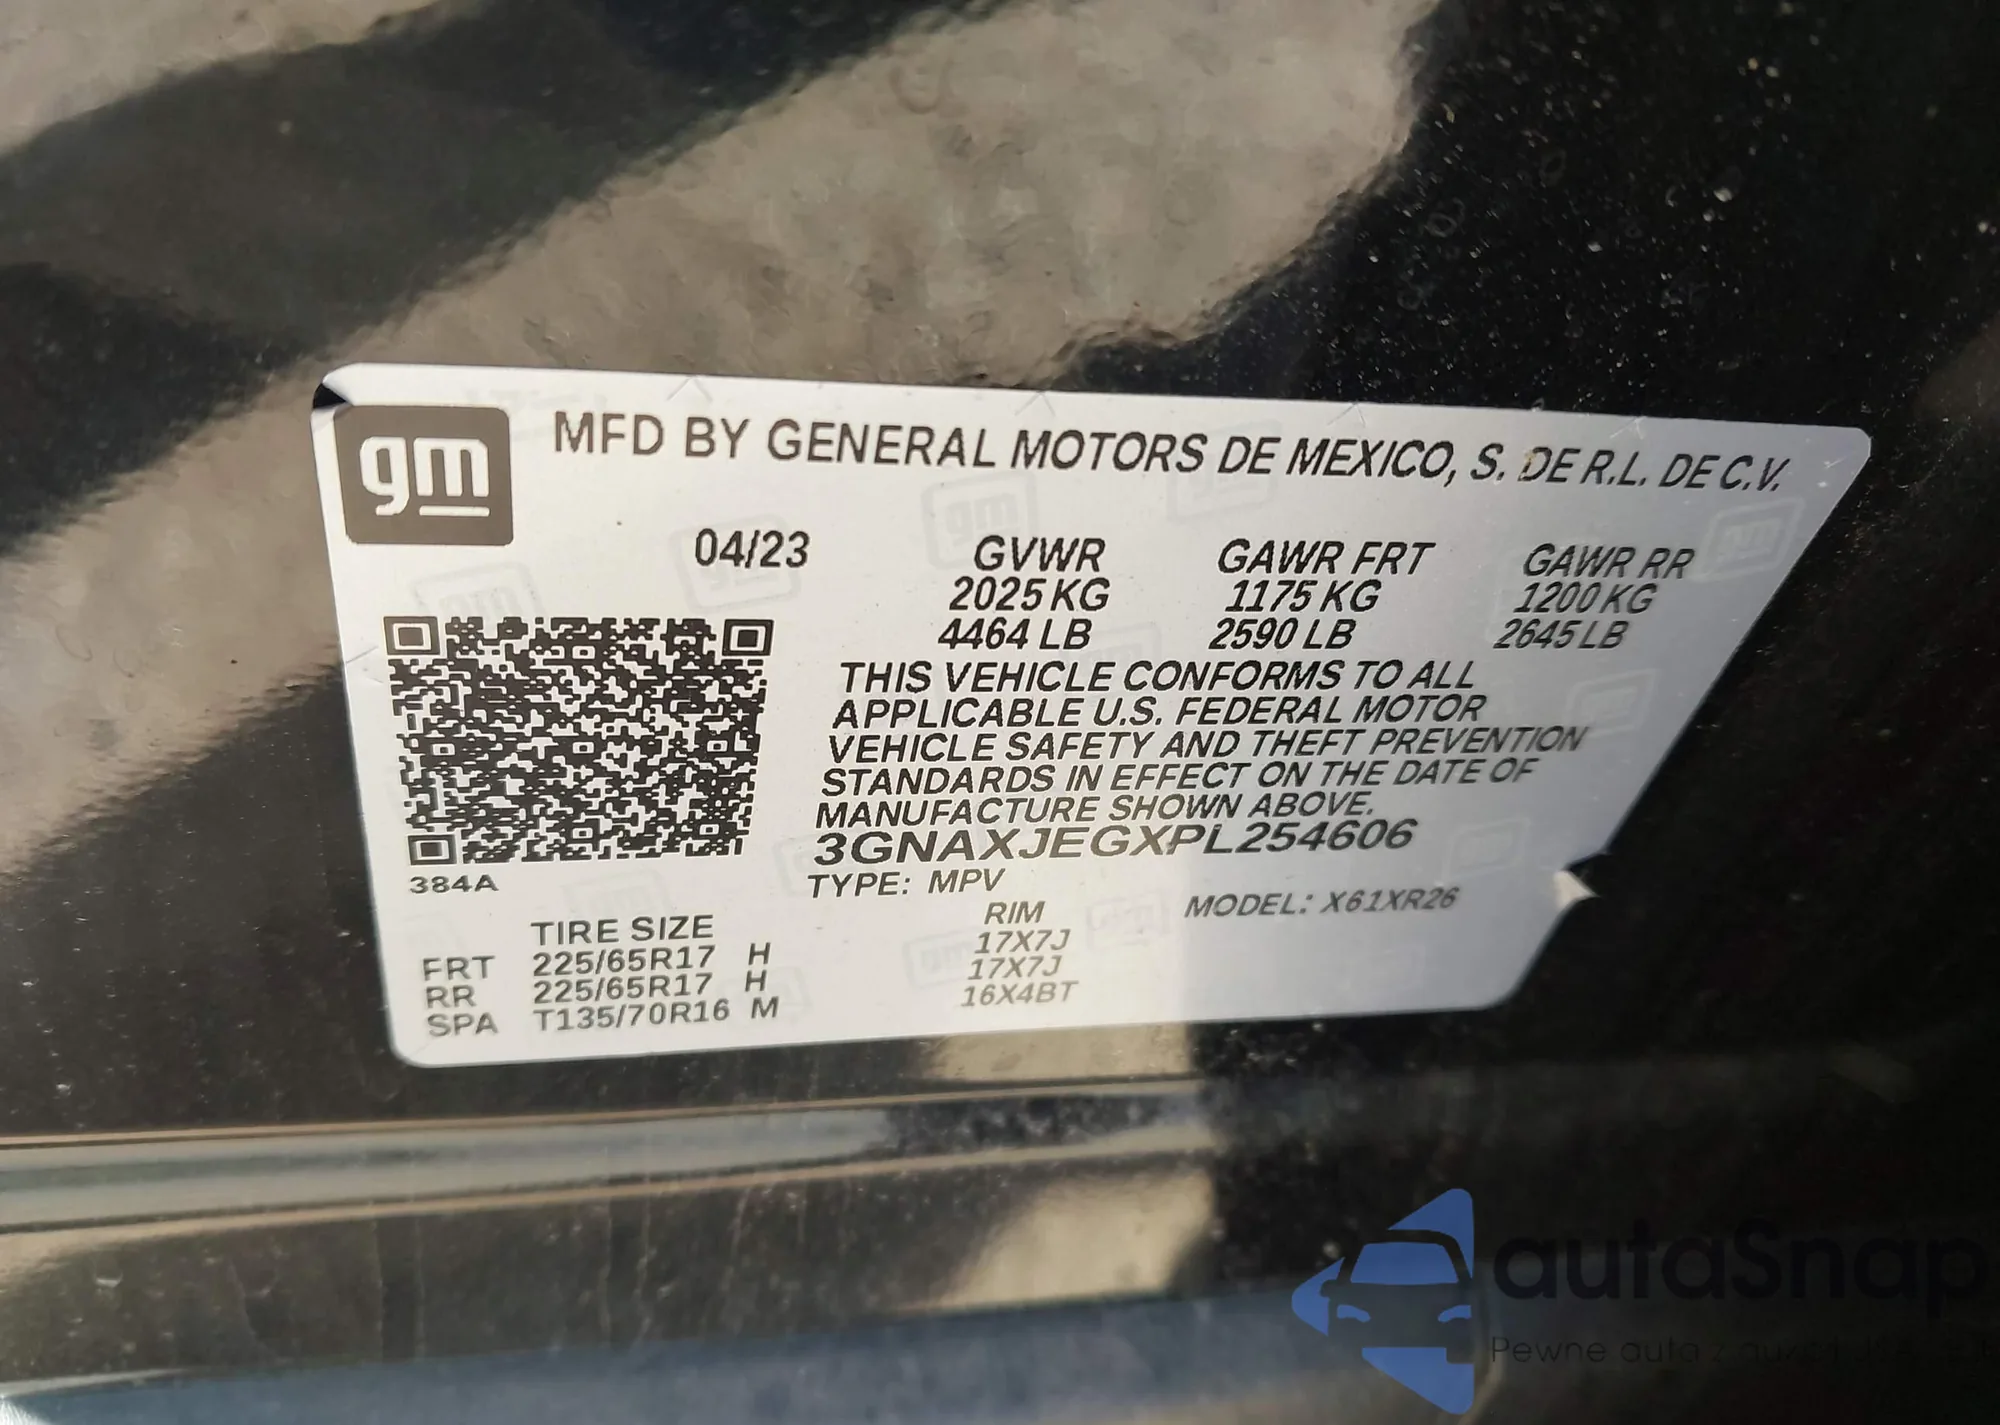 gm
MFD BY GENERAL MOTORS DE MEXICO, S. DE R.L. DE C.V.
04/23 GVWR GAWR FRT GAWR RR
2025 KG 1175 KG 1200 KG
4464 LB 2590 LB 2645 LB
THIS VEHICLE CONFORMS TO ALL
APPLICABLE U.S. FEDERAL MOTOR
VEHICLE SAFETY AND THEFT PREVENTION
STANDARDS IN EFFECT ON THE DATE OF
MANUFACTURE SHOWN ABOVE.
3GNAXJEGXPL254606
384A
TYPE: MPV MODEL: X61XR26
TIRE SIZE RIM
FRT 225/65R17 H 17X7J
RR 225/65R17 H 17X7J
SPA T135/70R16 M 16X4BT
autaSnap
Pewne auta z